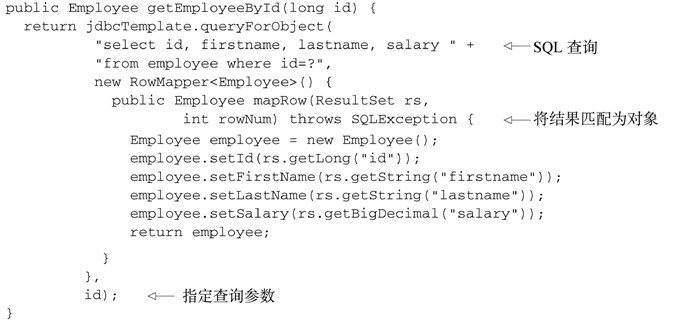 public Employee getEmployeeById(long id) {
  return jdbcTemplate.queryForObject(
          "select id, firstname, lastname, salary " + ⟵ SQL 查询
          "from employee where id=?",
          new RowMapper<Employee>() {
            public Employee mapRow(ResultSet rs,
                    int rowNum) throws SQLException { ⟵ 将结果匹配为对象
              Employee employee = new Employee();
              employee.setId(rs.getLong("id"));
              employee.setFirstName(rs.getString("firstname"));
              employee.setLastName(rs.getString("lastname"));
              employee.setSalary(rs.getBigDecimal("salary"));
              return employee;
            }
          },
         id); ⟵ 指定查询参数
}